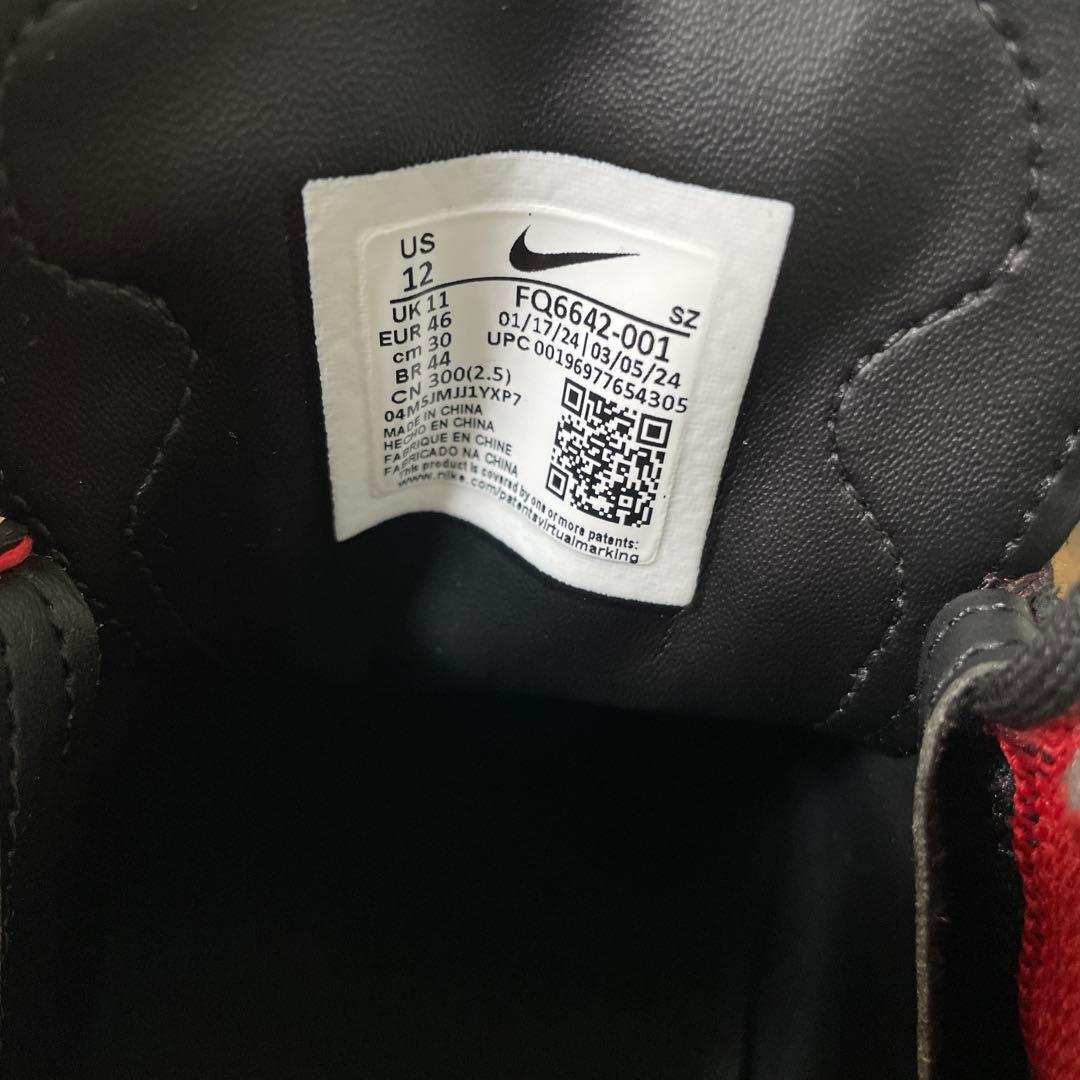 US
12
UK 11
EUR 46
cm 30
BR 44
CN 300(2.5)
04M5JMJJ1YXP7
MADE IN CHINA
HECHO EN CHINA
FABRIQUE EN CHINE
FABRICADO NA CHINA
This product is covered by one or more patents:
www.nike.com/patentsvirtualmarking
SZ
FQ6642-001
01/17/24|03/05/24
UPC 00196977654305